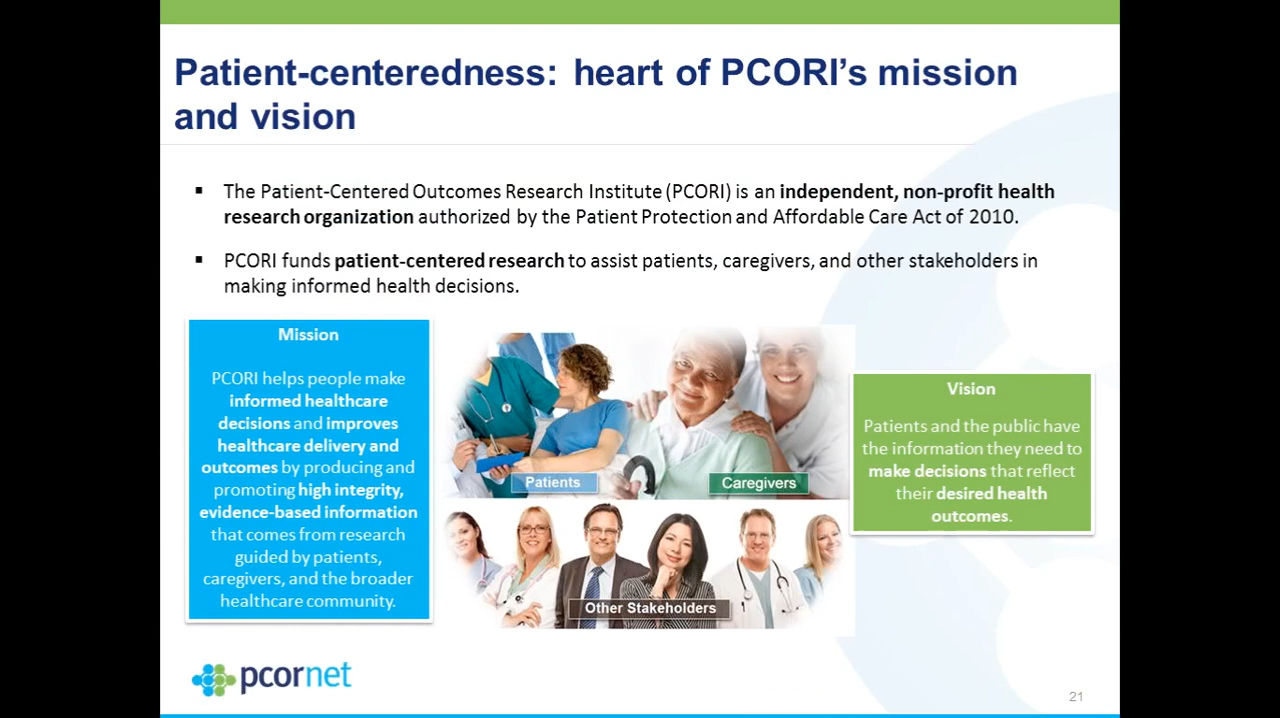 Patient-centeredness: heart of PCORI's mission
and vision
▪ The Patient-Centered Outcomes Research Institute (PCORI) is an independent, non-profit health
research organization authorized by the Patient Protection and Affordable Care Act of 2010.
▪ PCORI funds patient-centered research to assist patients, caregivers, and other stakeholders in
making informed health decisions.
Mission
PCORI helps people make
informed healthcare
decisions and improves
healthcare delivery and
outcomes by producing and
promoting high integrity,
evidence-based information
that comes from research
guided by patients,
caregivers, and the broader
healthcare community.
Patients
Caregivers
Other Stakeholders
Vision
Patients and the public have
the information they need to
make decisions that reflect
their desired health
outcomes.
pcornet
21